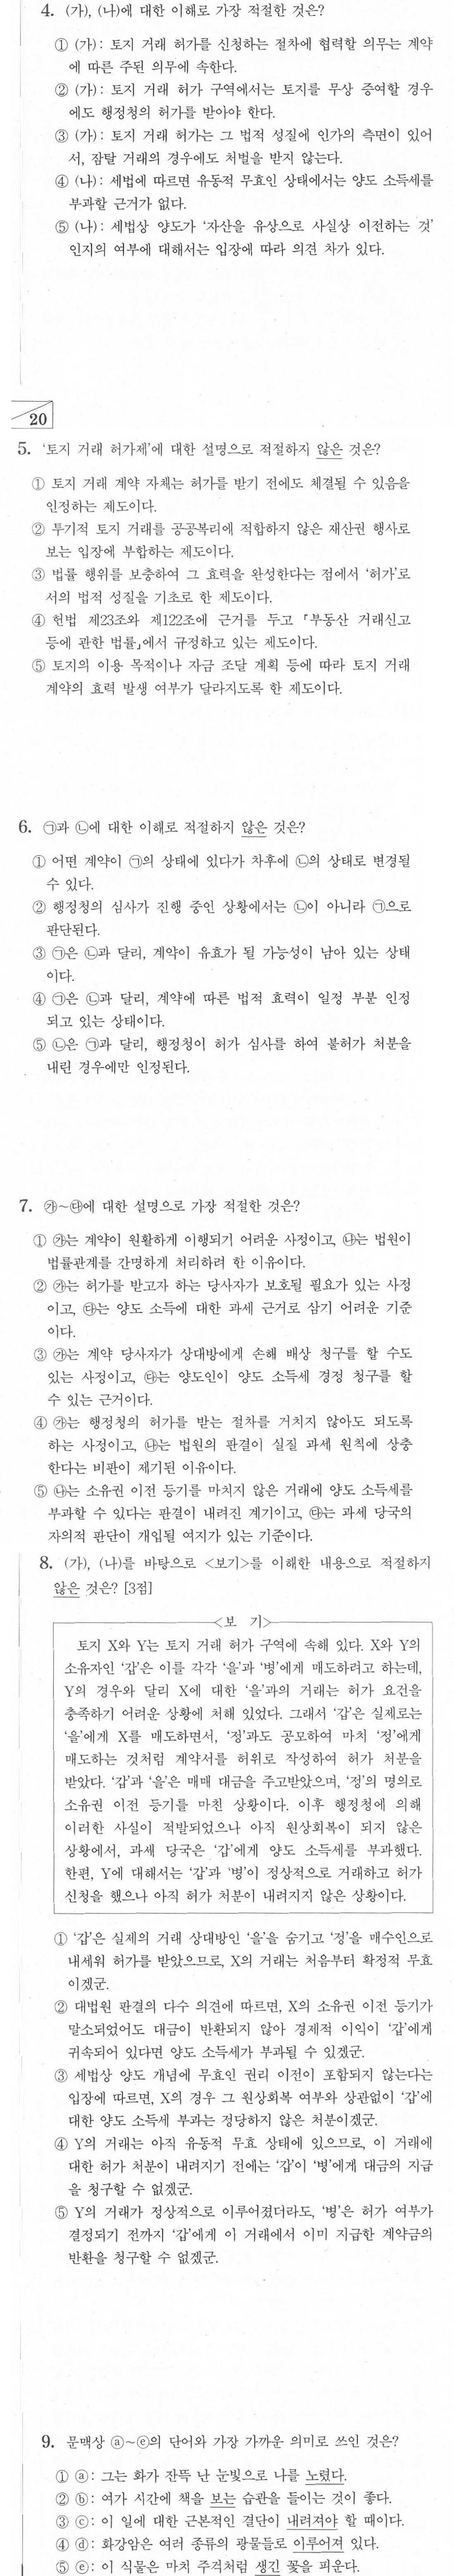 4. (가), (나)에 대한 이해로 가장 적절한 것은?
① (가): 토지 거래 허가를 신청하는 절차에 협력할 의무는 계약
에 따른 주된 의무에 속한다.
② (가): 토지 거래 허가 구역에서는 토지를 무상 증여할 경우
에도 행정청의 허가를 받아야 한다.
③ (가): 토지 거래 허가는 그 법적 성질에 인가의 측면이 있어
서, 잠탈 거래의 경우에도 처벌을 받지 않는다.
④ (나): 세법에 따르면 유동적 무효인 상태에서는 양도 소득세를
부과할 근거가 없다.
⑤ (나): 세법상 양도가 ‘자산을 유상으로 사실상 이전하는 것’
인지의 여부에 대해서는 입장에 따라 의견 차가 있다.
20
5. ‘토지 거래 허가제’에 대한 설명으로 적절하지 않은 것은?
① 토지 거래 계약 자체는 허가를 받기 전에도 체결될 수 있음을
인정하는 제도이다.
② 투기적 토지 거래를 공공복리에 적합하지 않은 재산권 행사로
보는 입장에 부합하는 제도이다.
③ 법률 행위를 보충하여 그 효력을 완성한다는 점에서 ‘허가’로
서의 법적 성질을 기초로 한 제도이다.
④ 헌법 제23조와 제122조에 근거를 두고 「부동산 거래신고
등에 관한 법률」에서 규정하고 있는 제도이다.
⑤ 토지의 이용 목적이나 자금 조달 계획 등에 따라 토지 거래
계약의 효력 발생 여부가 달라지도록 한 제도이다.
6. ㉠과 ㉡에 대한 이해로 적절하지 않은 것은?
① 어떤 계약이 ㉠의 상태에 있다가 차후에 ㉡의 상태로 변경될
수 있다.
② 행정청의 심사가 진행 중인 상황에서는 ㉡이 아니라 ㉠으로
판단된다.
③ ㉠은 ㉡과 달리, 계약이 유효가 될 가능성이 남아 있는 상태
이다.
④ ㉠은 ㉡과 달리, 계약에 따른 법적 효력이 일정 부분 인정
되고 있는 상태이다.
⑤ ㉡은 ㉠과 달리, 행정청이 허가 심사를 하여 불허가 처분을
내린 경우에만 인정된다.
7. ㉮~㉰에 대한 설명으로 가장 적절한 것은?
① ㉮는 계약이 원활하게 이행되기 어려운 사정이고, ㉯는 법원이
법률관계를 간명하게 처리하려 한 이유이다.
② ㉮는 허가를 받고자 하는 당사자가 보호될 필요가 있는 사정
이고, ㉰는 양도 소득에 대한 과세 근거로 삼기 어려운 기준
이다.
③ ㉮는 계약 당사자가 상대방에게 손해 배상 청구를 할 수도
있는 사정이고, ㉰는 양도인이 양도 소득세 경정 청구를 할
수 있는 근거이다.
④ ㉮는 행정청의 허가를 받는 절차를 거치지 않아도 되도록
하는 사정이고, ㉯는 법원의 판결이 실질 과세 원칙에 상충
한다는 비판이 제기된 이유이다.
⑤ ㉯는 소유권 이전 등기를 마치지 않은 거래에 양도 소득세를
부과할 수 있다는 판결이 내려진 계기이고, ㉰는 과세 당국의
자의적 판단이 개입될 여지가 있는 기준이다.
8. (가), (나)를 바탕으로 <보기>를 이해한 내용으로 적절하지
않은 것은? [3점]
<보 기>
토지 X와 Y는 토지 거래 허가 구역에 속해 있다. X와 Y의
소유자인 ‘갑’은 이를 각각 ‘을’과 ‘병’에게 매도하려고 하는데,
Y의 경우와 달리 X에 대한 ‘을’과의 거래는 허가 요건을
충족하기 어려운 상황에 처해 있었다. 그래서 ‘갑’은 실제로는
‘을’에게 X를 매도하면서, ‘정’과도 공모하여 마치 ‘정’에게
매도하는 것처럼 계약서를 허위로 작성하여 허가 처분을
받았다. ‘갑’과 ‘을’은 매매 대금을 주고받았으며, ‘정’의 명의로
소유권 이전 등기를 마친 상황이다. 이후 행정청에 의해
이러한 사실이 적발되었으나 아직 원상회복이 되지 않은
상황에서, 과세 당국은 ‘갑’에게 양도 소득세를 부과했다.
한편, Y에 대해서는 ‘갑’과 ‘병’이 정상적으로 거래하고 허가
신청을 했으나 아직 허가 처분이 내려지지 않은 상황이다.
① ‘갑’은 실제의 거래 상대방인 ‘을’을 숨기고 ‘정’을 매수인으로
내세워 허가를 받았으므로, X의 거래는 처음부터 확정적 무효
이겠군.
② 대법원 판결의 다수 의견에 따르면, X의 소유권 이전 등기가
말소되었어도 대금이 반환되지 않아 경제적 이익이 ‘갑’에게
귀속되어 있다면 양도 소득세가 부과될 수 있겠군.
③ 세법상 양도 개념에 무효인 권리 이전이 포함되지 않는다는
입장에 따르면, X의 경우 그 원상회복 여부와 상관없이 ‘갑’에
대한 양도 소득세 부과는 정당하지 않은 처분이겠군.
④ Y의 거래는 아직 유동적 무효 상태에 있으므로, 이 거래에
대한 허가 처분이 내려지기 전에는 ‘갑’이 ‘병’에게 대금의 지급
을 청구할 수 없겠군.
⑤ Y의 거래가 정상적으로 이루어졌더라도, ‘병’은 허가 여부가
결정되기 전까지 ‘갑’에게 이 거래에서 이미 지급한 계약금의
반환을 청구할 수 없겠군.
9. 문맥상 ⓐ~ⓔ의 단어와 가장 가까운 의미로 쓰인 것은?
① ⓐ: 그는 화가 잔뜩 난 눈빛으로 나를 노렸다.
② ⓑ: 여가 시간에 책을 보는 습관을 들이는 것이 좋다.
③ ⓒ: 이 일에 대한 근본적인 결단이 내려져야 할 때이다.
④ ⓓ: 화강암은 여러 종류의 광물들로 이루어져 있다.
⑤ ⓔ: 이 식물은 마치 주걱처럼 생긴 꽃을 피운다.